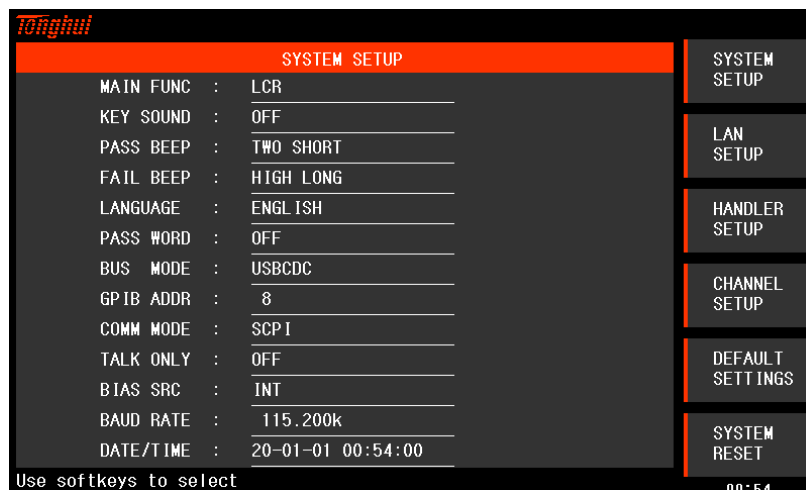 Tonghui
SYSTEM SETUP
MAIN FUNC : LCR
KEY SOUND : OFF
PASS BEEP : TWO SHORT
FAIL BEEP : HIGH LONG
LANGUAGE : ENGLISH
PASS WORD : OFF
BUS MODE : USBCDC
GPIB ADDR : 8
COMM MODE : SCPI
TALK ONLY : OFF
BIAS SRC : INT
BAUD RATE : 115.200k
DATE/TIME : 20-01-01 00:54:00
Use softkeys to select
SYSTEM
SETUP
LAN
SETUP
HANDLER
SETUP
CHANNEL
SETUP
DEFAULT
SETTINGS
SYSTEM
RESET
00:54